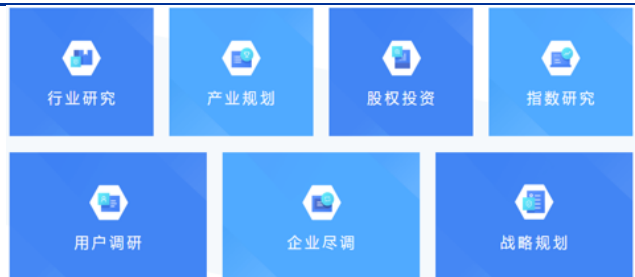 行业研究
产业规划
股权投资
指数研究
用户调研
企业尽调
战略规划